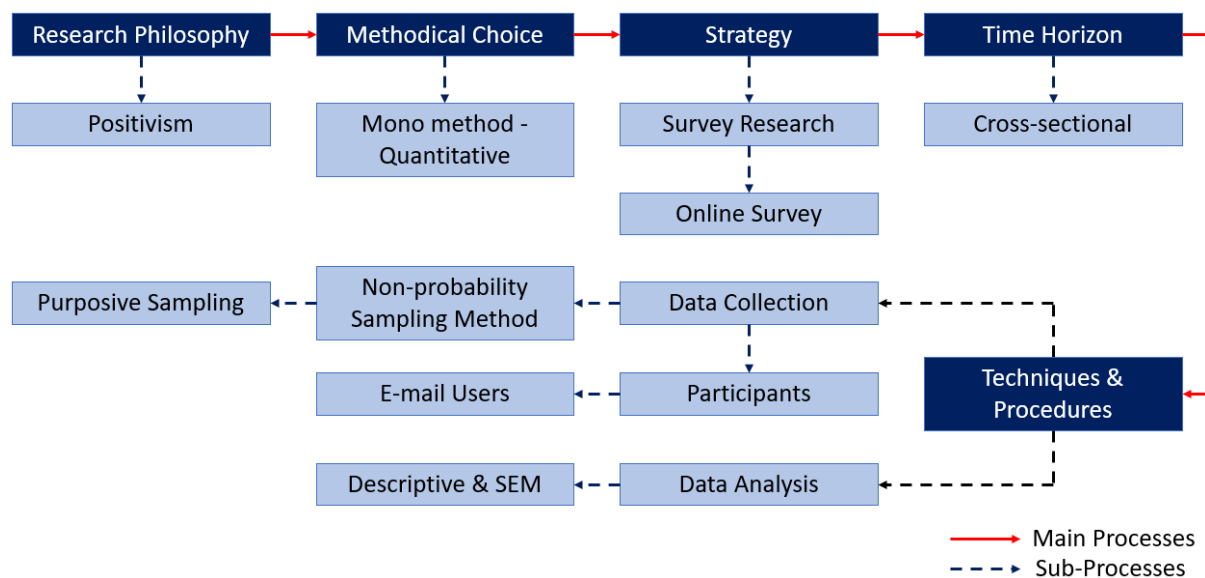 Research Philosophy
Methodical Choice
Strategy
Time Horizon
Positivism
Mono method -
Quantitative
Survey Research
Cross-sectional
Online Survey
Purposive Sampling
Non-probability
Sampling Method
Data Collection
E-mail Users
Participants
Techniques &
Procedures
Descriptive & SEM
Data Analysis
Main Processes
Sub-Processes